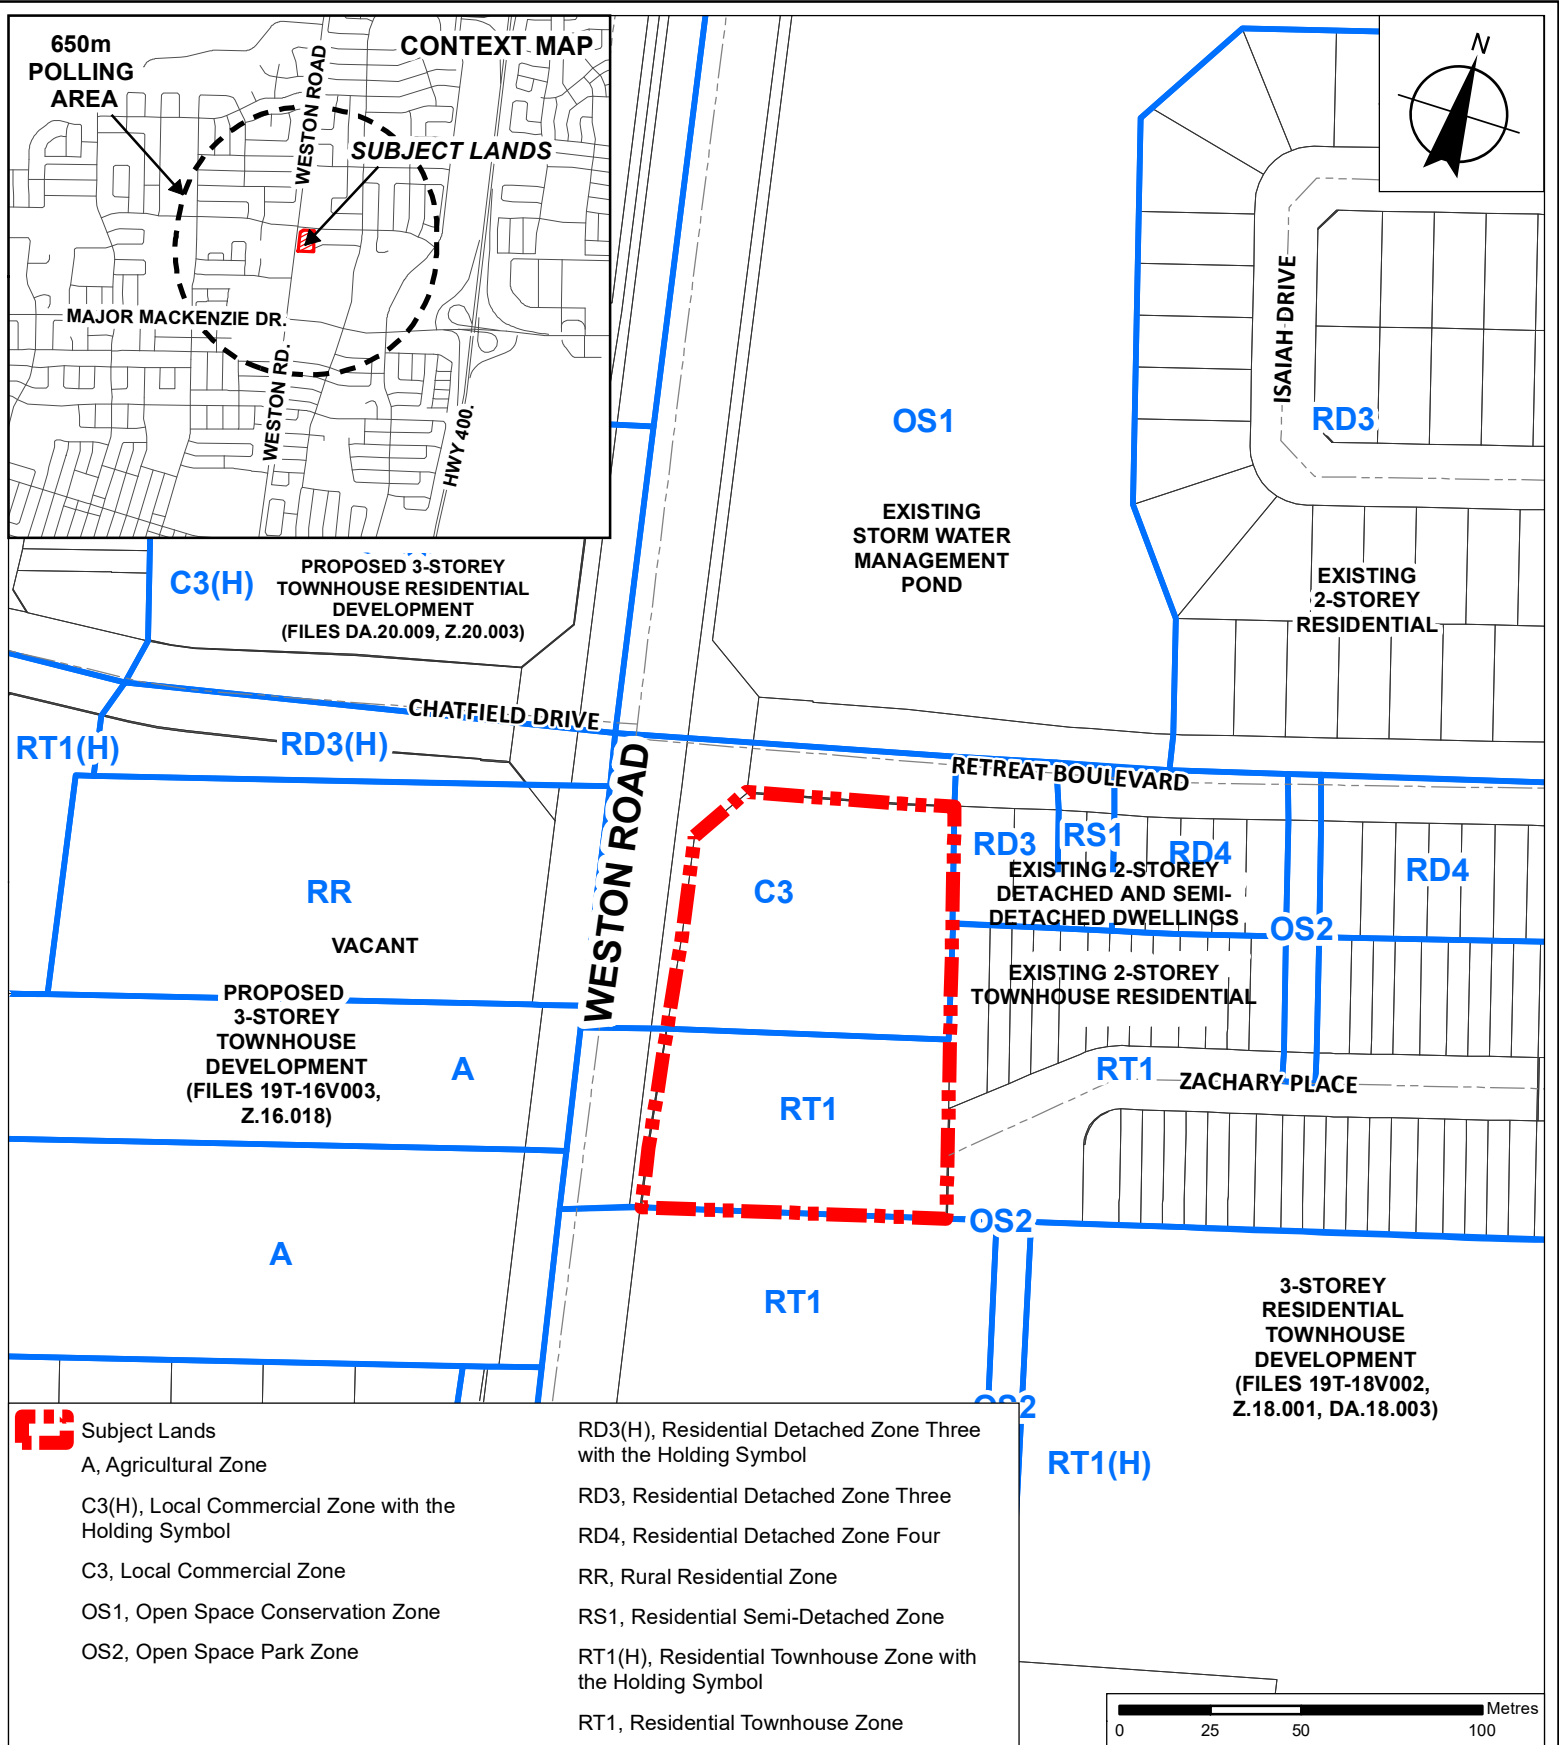 650m
POLLING
AREA
CONTEXT MAP
WESTON ROAD
SUBJECT LANDS
MAJOR MACKENZIE DR.
WESTON RD.
HWY 400.
N
ISAIAH DRIVE
RD3
OS1
EXISTING
STORM WATER
MANAGEMENT
POND
EXISTING
2-STOREY
RESIDENTIAL
C3(H)
PROPOSED 3-STOREY
TOWNHOUSE RESIDENTIAL
DEVELOPMENT
(FILES DA.20.009, Z.20.003)
CHATFIELD DRIVE
RT1(H)
RD3(H)
WESTON ROAD
RETREAT BOULEVARD
RD3
RS1
RD4
RD4
EXISTING 2-STOREY
DETACHED AND SEMI-
DETACHED DWELLINGS
OS2
RR
VACANT
C3
EXISTING 2-STOREY
TOWNHOUSE RESIDENTIAL
PROPOSED
3-STOREY
TOWNHOUSE
DEVELOPMENT
(FILES 19T-16V003,
Z.16.018)
A
RT1
RT1
ZACHARY PLACE
OS2
A
RT1
3-STOREY
RESIDENTIAL
TOWNHOUSE
DEVELOPMENT
(FILES 19T-18V002,
Z.18.001, DA.18.003)
OS2
RT1(H)
Subject Lands
A, Agricultural Zone
C3(H), Local Commercial Zone with the
Holding Symbol
C3, Local Commercial Zone
OS1, Open Space Conservation Zone
OS2, Open Space Park Zone
RD3(H), Residential Detached Zone Three
with the Holding Symbol
RD3, Residential Detached Zone Three
RD4, Residential Detached Zone Four
RR, Rural Residential Zone
RS1, Residential Semi-Detached Zone
RT1(H), Residential Townhouse Zone with
the Holding Symbol
RT1, Residential Townhouse Zone
Metres
0 25 50 100